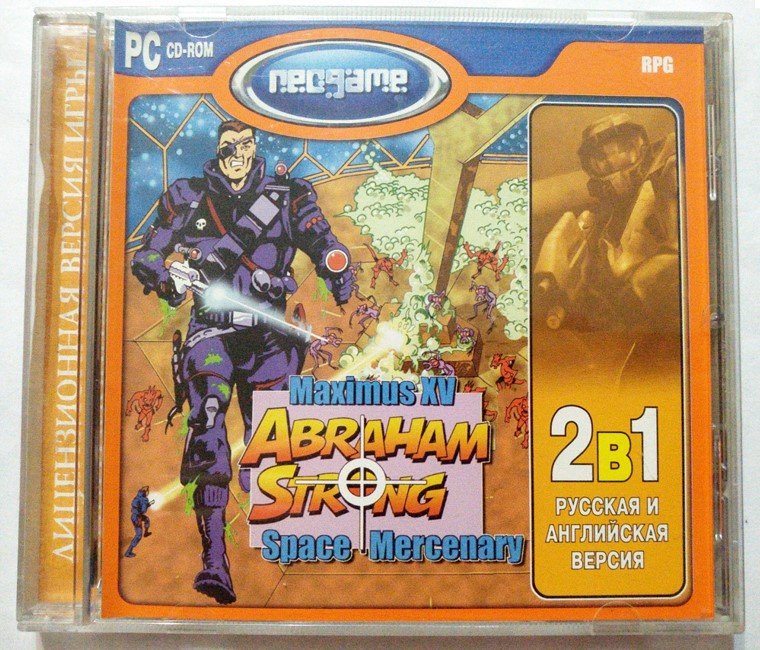 PC CD-ROM
neogame
RPG
ЛИЦЕНЗИОННАЯ ВЕРСИЯ ИГРЫ
Maximus XV
ABRAHAM
STRONG
Space Mercenary
2в1
РУССКАЯ И
АНГЛИЙСКАЯ
ВЕРСИЯ